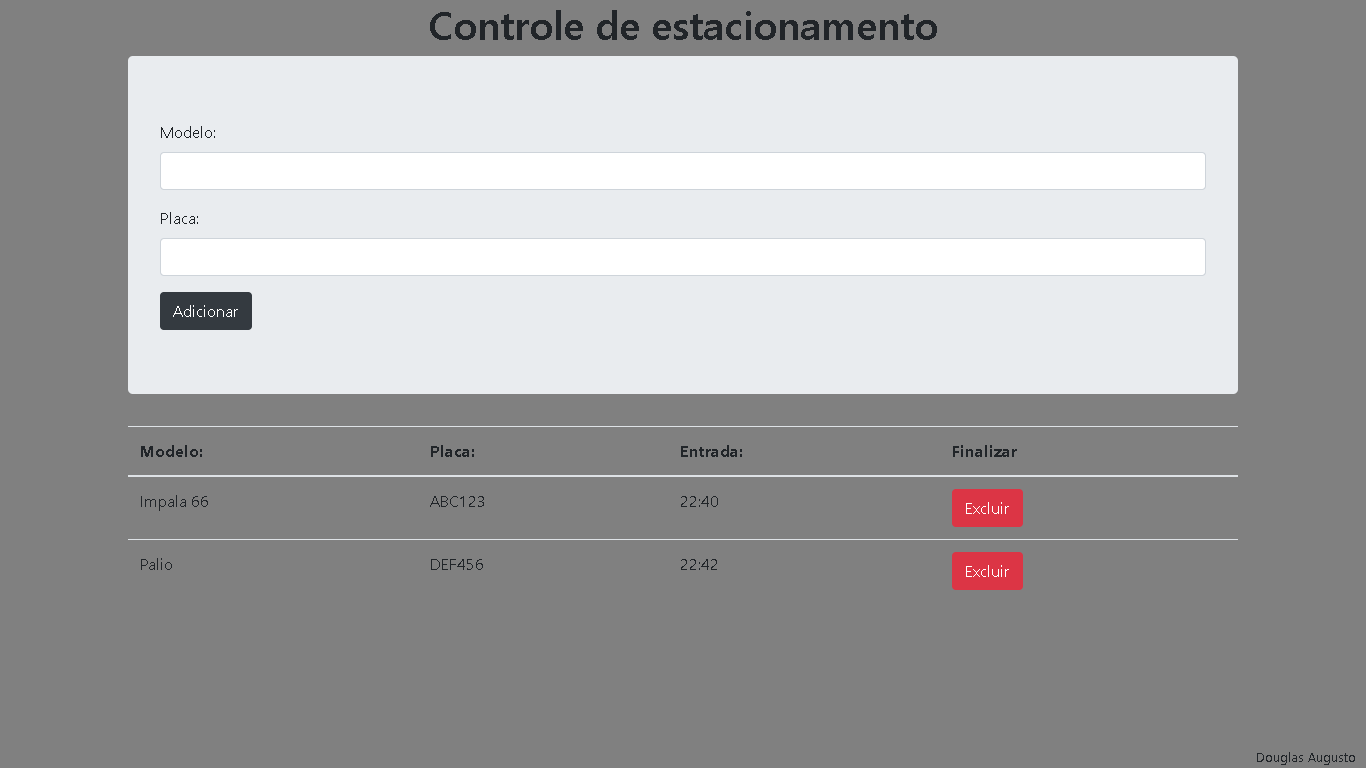 Controle de estacionamento
Modelo:
Placa:
Adicionar
Modelo: Placa: Entrada: Finalizar
Impala 66 ABC123 22:40 Excluir
Palio DEF456 22:42 Excluir
Douglas Augusto